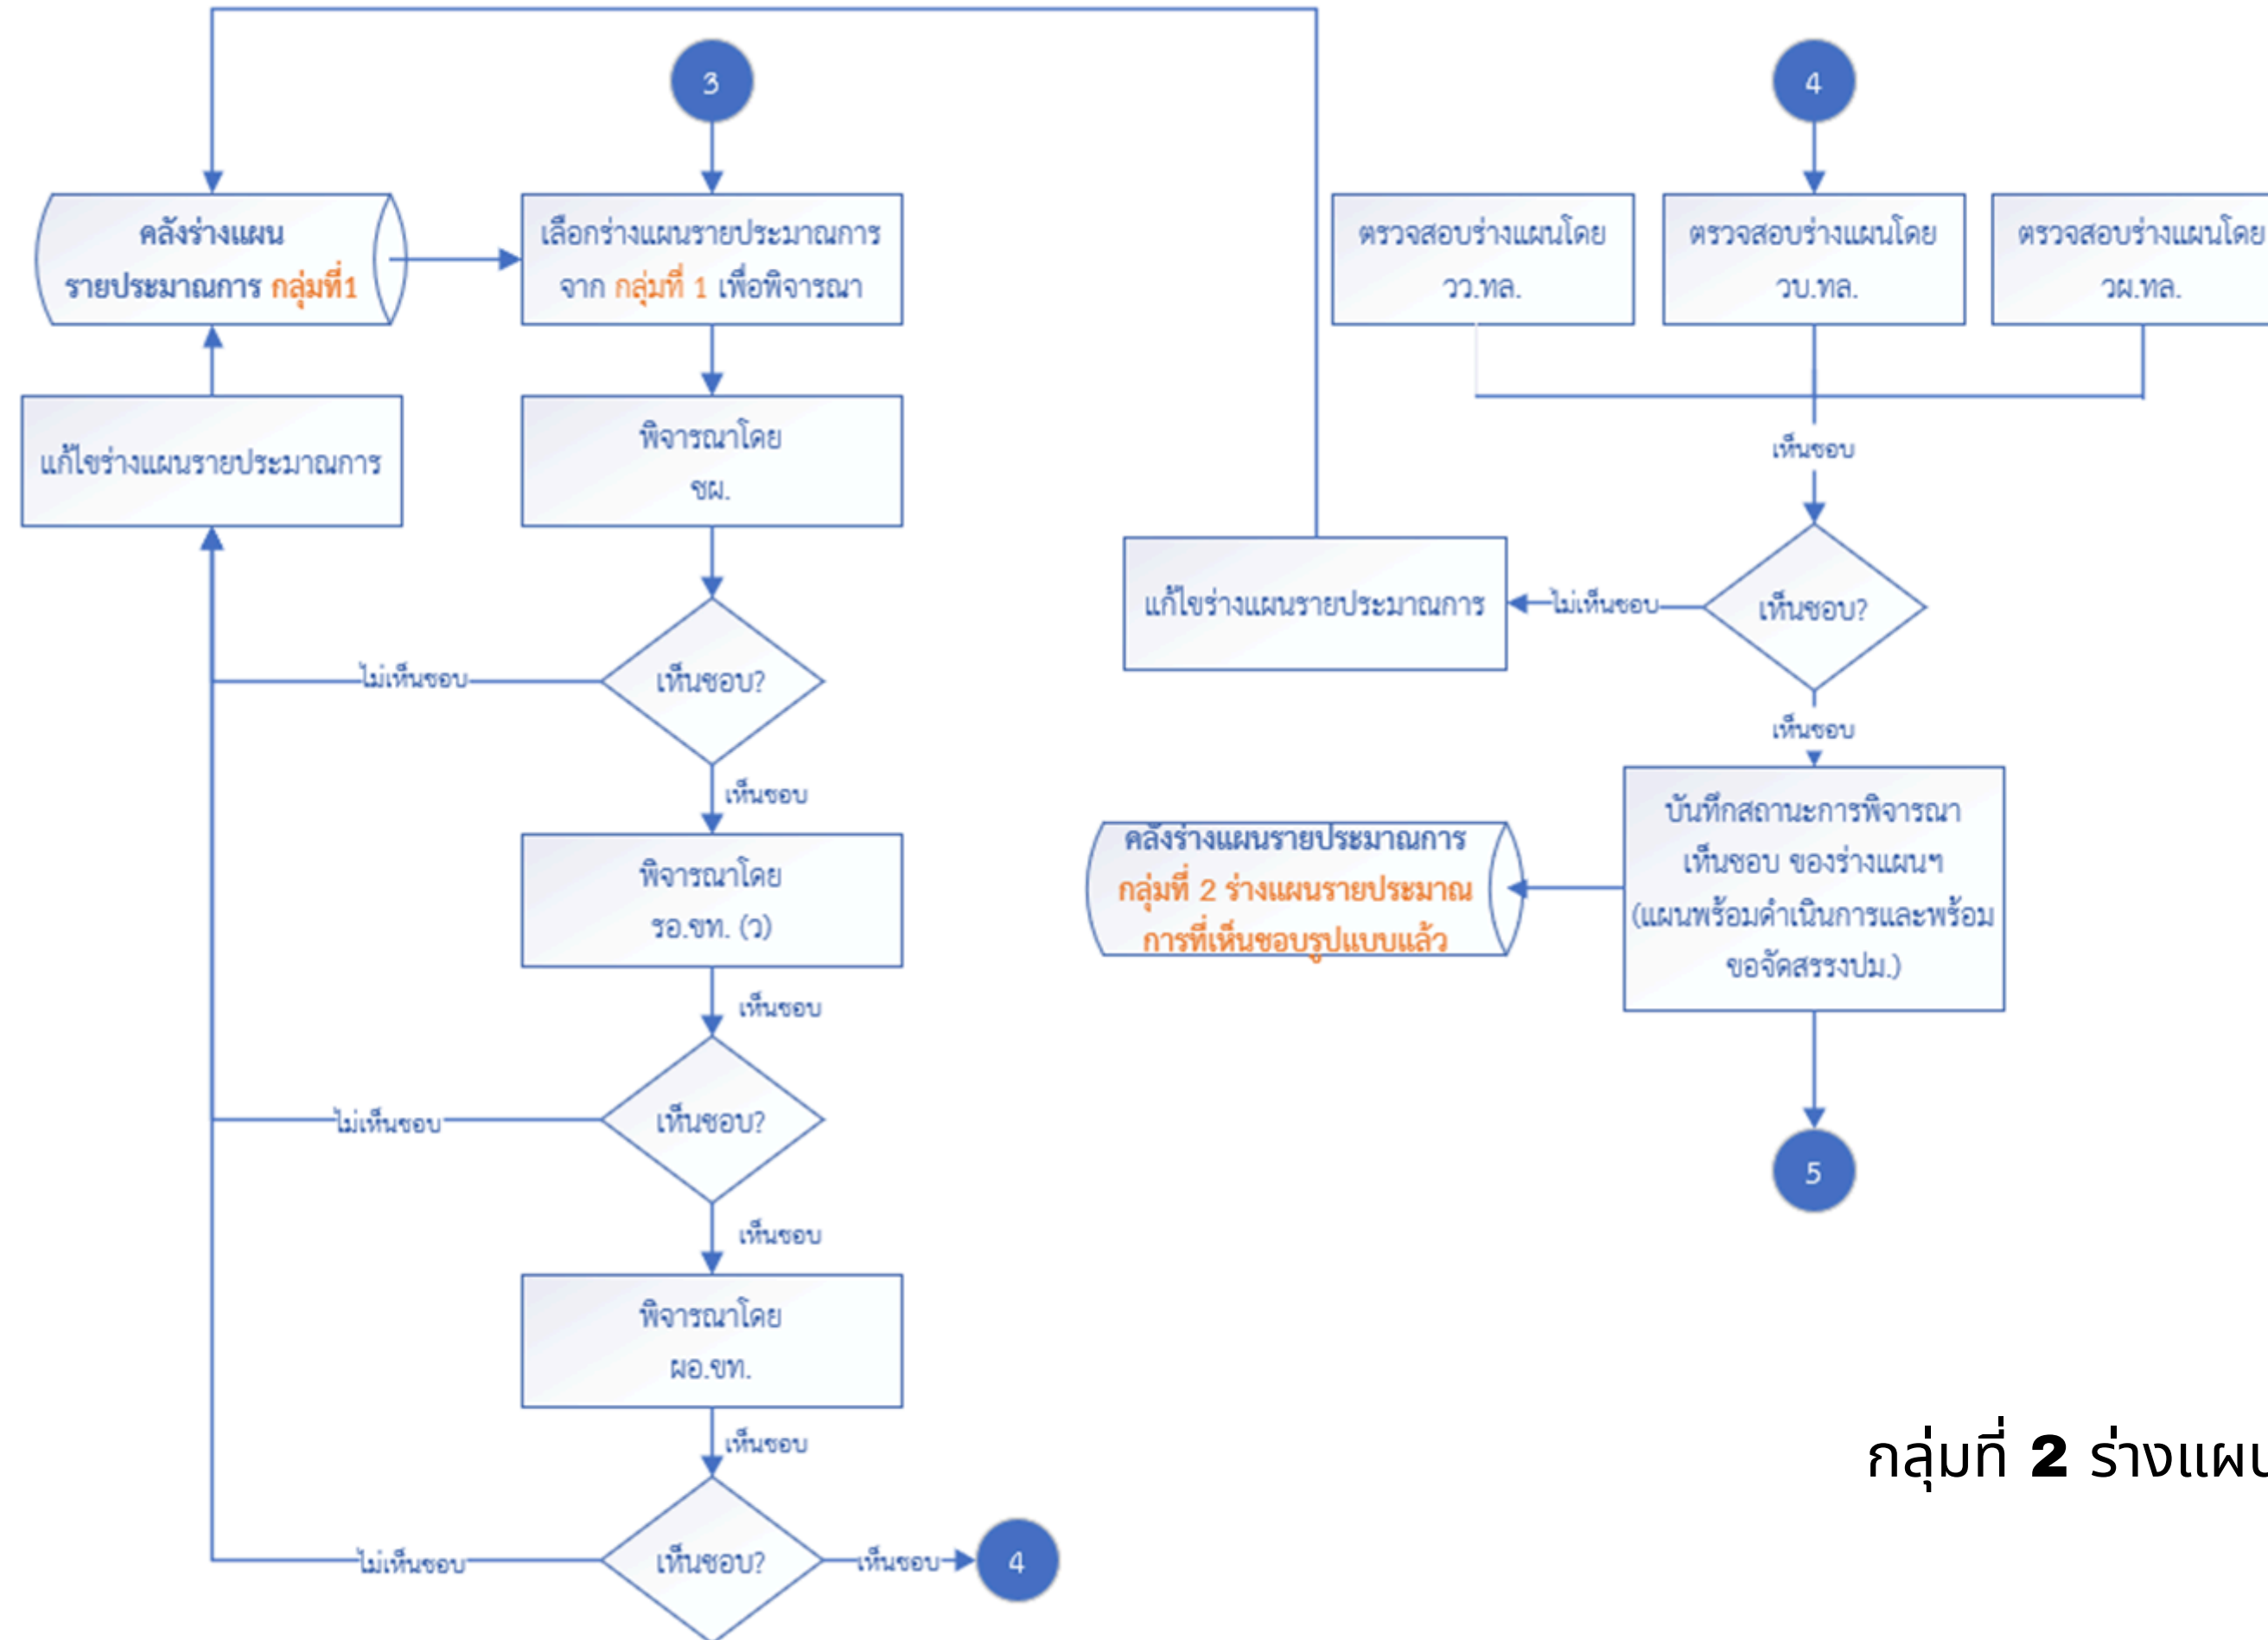 3
คลังร่างแผน
รายประมาณการ กลุ่มที่1
เลือกร่างแผนรายประมาณการ
จาก กลุ่มที่ 1 เพื่อพิจารณา
แก้ไขร่างแผนรายประมาณการ
พิจารณาโดย
ชผ.
เห็นชอบ?
ไม่เห็นชอบ
เห็นชอบ
พิจารณาโดย
รอ.ขท. (ว)
เห็นชอบ
เห็นชอบ?
ไม่เห็นชอบ
เห็นชอบ
พิจารณาโดย
ผอ.ขท.
เห็นชอบ
เห็นชอบ?
ไม่เห็นชอบ
เห็นชอบ
4
4
ตรวจสอบร่างแผนโดย
วว.ทล.
ตรวจสอบร่างแผนโดย
วบ.ทล.
ตรวจสอบร่างแผนโดย
วผ.ทล.
เห็นชอบ
เห็นชอบ?
ไม่เห็นชอบ
แก้ไขร่างแผนรายประมาณการ
เห็นชอบ
บันทึกสถานะการพิจารณา
เห็นชอบ ของร่างแผนฯ
(แผนพร้อมดำเนินการและพร้อม
ขอจัดสรรงปม.)
คลังร่างแผนรายประมาณการ
กลุ่มที่ 2 ร่างแผนรายประมาณ
การที่เห็นชอบรูปแบบแล้ว
5
กลุ่มที่ 2 ร่างแผน